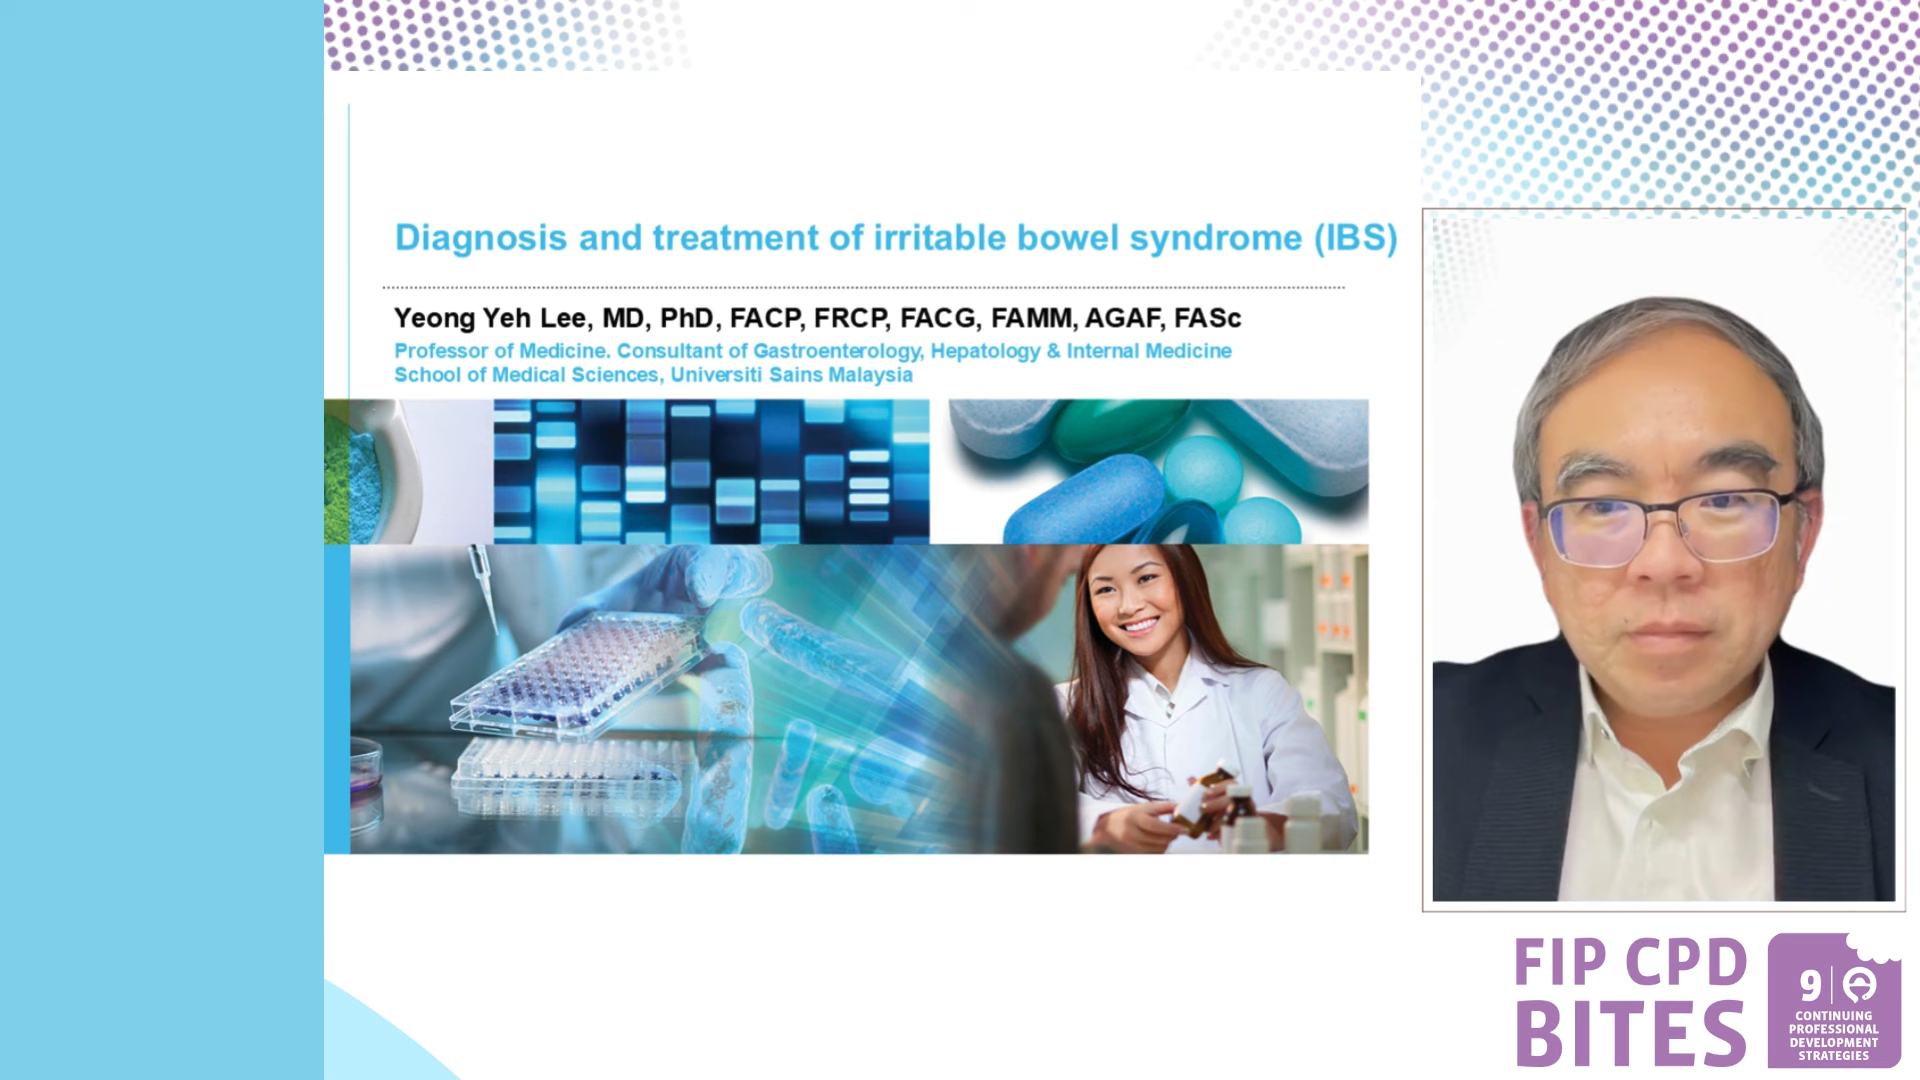 Diagnosis and treatment of irritable bowel syndrome (IBS)
Yeong Yeh Lee, MD, PhD, FACP, FRCP, FACG, FAMM, AGAF, FASc
Professor of Medicine. Consultant of Gastroenterology, Hepatology & Internal Medicine
School of Medical Sciences, Universiti Sains Malaysia
FIP CPD
BITES
9
CONTINUING
PROFESSIONAL
DEVELOPMENT
STRATEGIES